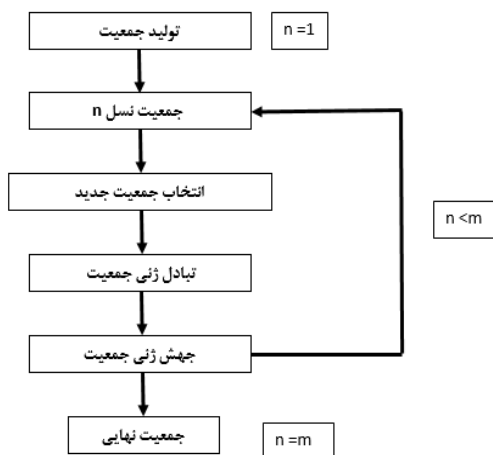 تولید جمعیت
n =1
جمعیت نسل n
انتخاب جمعیت جدید
n <m
تبادل ژنی جمعیت
جهش ژنی جمعیت
جمعیت نهایی
n =m